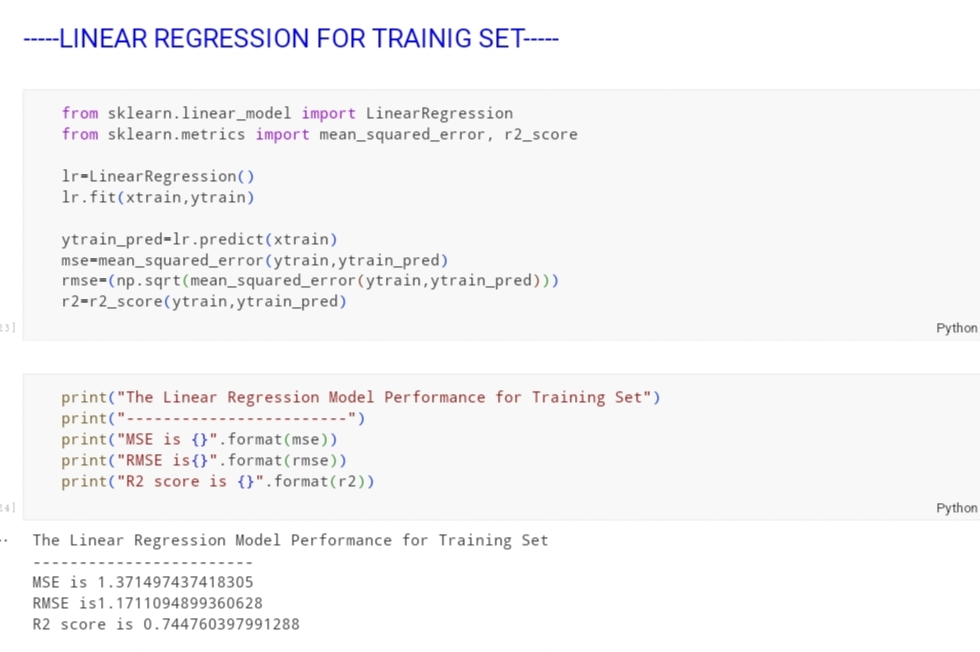 -----LINEAR REGRESSION FOR TRAINIG SET-----
from sklearn.linear_model import LinearRegression
from sklearn.metrics import mean_squared_error, r2_score
lr=LinearRegression()
lr.fit(xtrain,ytrain)
ytrain_pred=lr.predict(xtrain)
mse=mean_squared_error(ytrain,ytrain_pred)
rmse=(np.sqrt(mean_squared_error(ytrain,ytrain_pred)))
r2=r2_score(ytrain,ytrain_pred)
3] Python
print("The Linear Regression Model Performance for Training Set")
print("------------------------")
print("MSE is {}".format(mse))
print("RMSE is{}".format(rmse))
print("R2 score is {}".format(r2))
4] Python
The Linear Regression Model Performance for Training Set
------------------------
MSE is 1.371497437418305
RMSE is1.1711094899360628
R2 score is 0.744760397991288